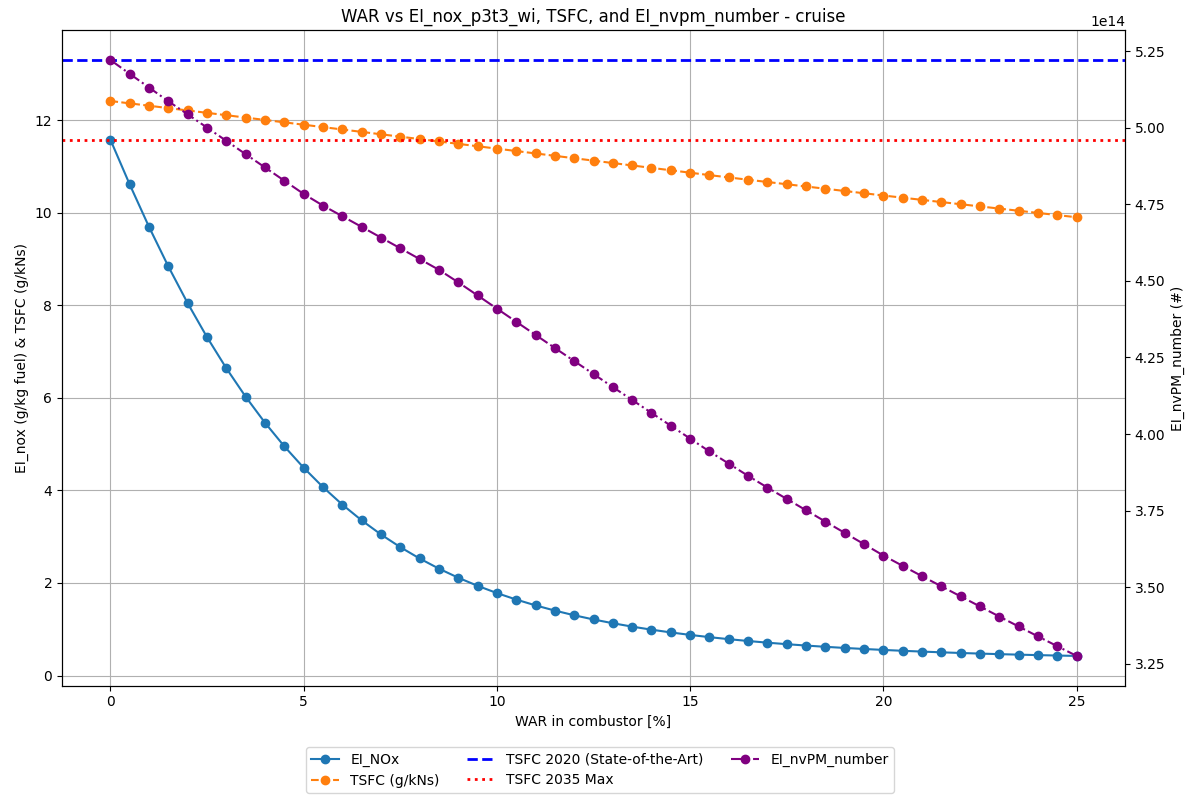 WAR vs EI_nox_p3t3_wi, TSFC, and EI_nvpm_number - cruise
1e14
EI_nox (g/kg fuel) & TSFC (g/kNs)
12
10
8
6
4
2
0
5.25
5.00
4.75
4.50
4.25
4.00
3.75
3.50
3.25
EI_nvPM_number (#)
0 5 10 15 20 25
WAR in combustor [%]
EI_NOx
TSFC (g/kNs)
TSFC 2020 (State-of-the-Art)
TSFC 2035 Max
EI_nvPM_number